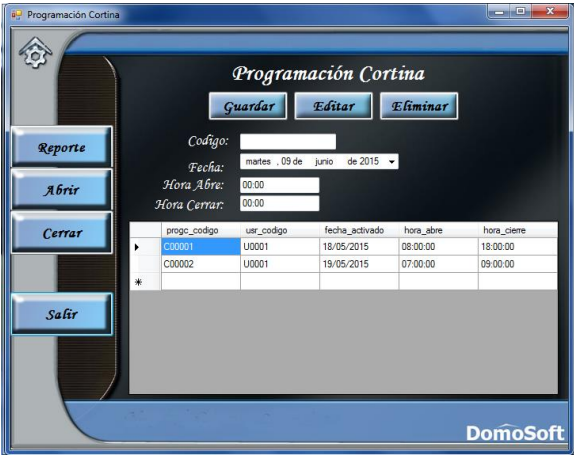 Programación Cortina
Programación Cortina
Guardar Editar Eliminar
Codigo:
Fecha: martes , 09 de junio de 2015
Hora Abre: 00:00
Hora Cerrar: 00:00
Reporte
Abrir
Cerrar
Salir
progc_codigo usr_codigo fecha_activado hora_abre hora_cierre
C00001 U0001 18/05/2015 08:00:00 18:00:00
C00002 U0001 19/05/2015 07:00:00 09:00:00
DomoSoft